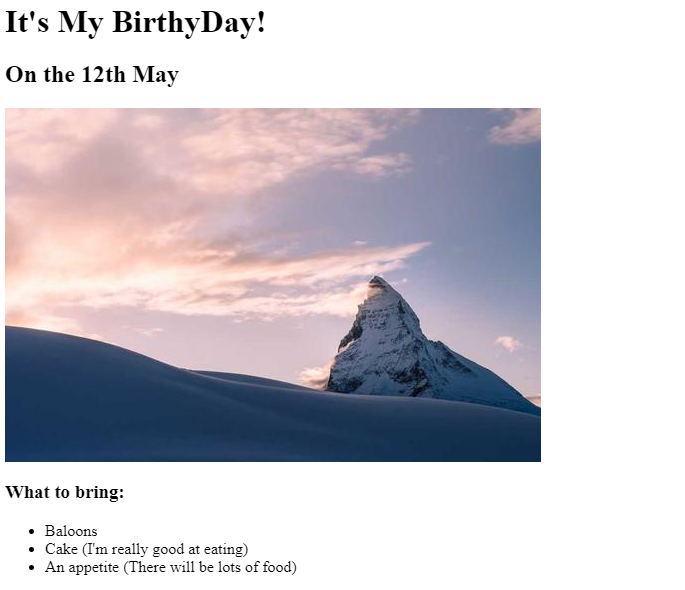 It's My BirthyDay!
On the 12th May
What to bring:
Baloons
Cake (I'm really good at eating)
An appetite (There will be lots of food)